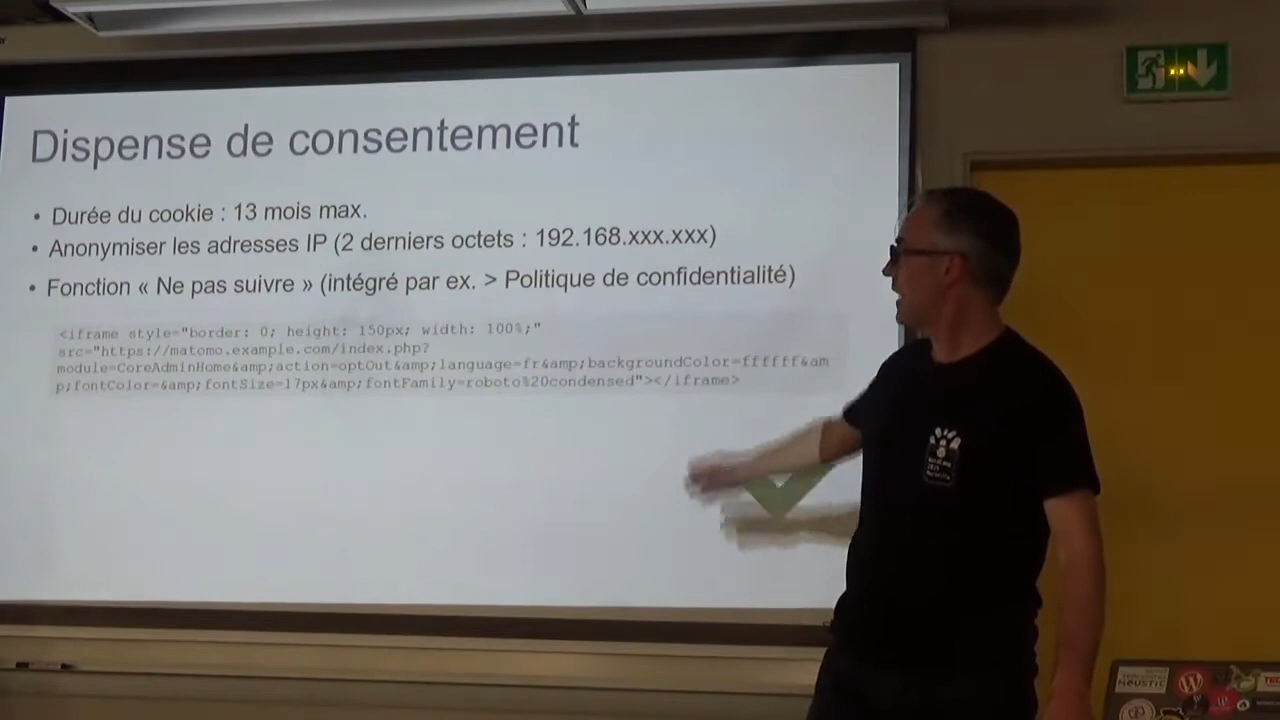 Dispense de consentement
• Durée du cookie : 13 mois max.
• Anonymiser les adresses IP (2 derniers octets : 192.168.xxx.xxx)
• Fonction « Ne pas suivre » (intégré par ex. > Politique de confidentialité)
<iframe style="border: 0; height: 150px; width: 100%;"
src="https://matomo.example.com/index.php?
module=CoreAdminHome&amp;action=optOut&amp;language=fr&amp;backgroundColor=ffffff&am
p;fontColor=&amp;fontSize=17px&amp;fontFamily=roboto%20condensed"></iframe>